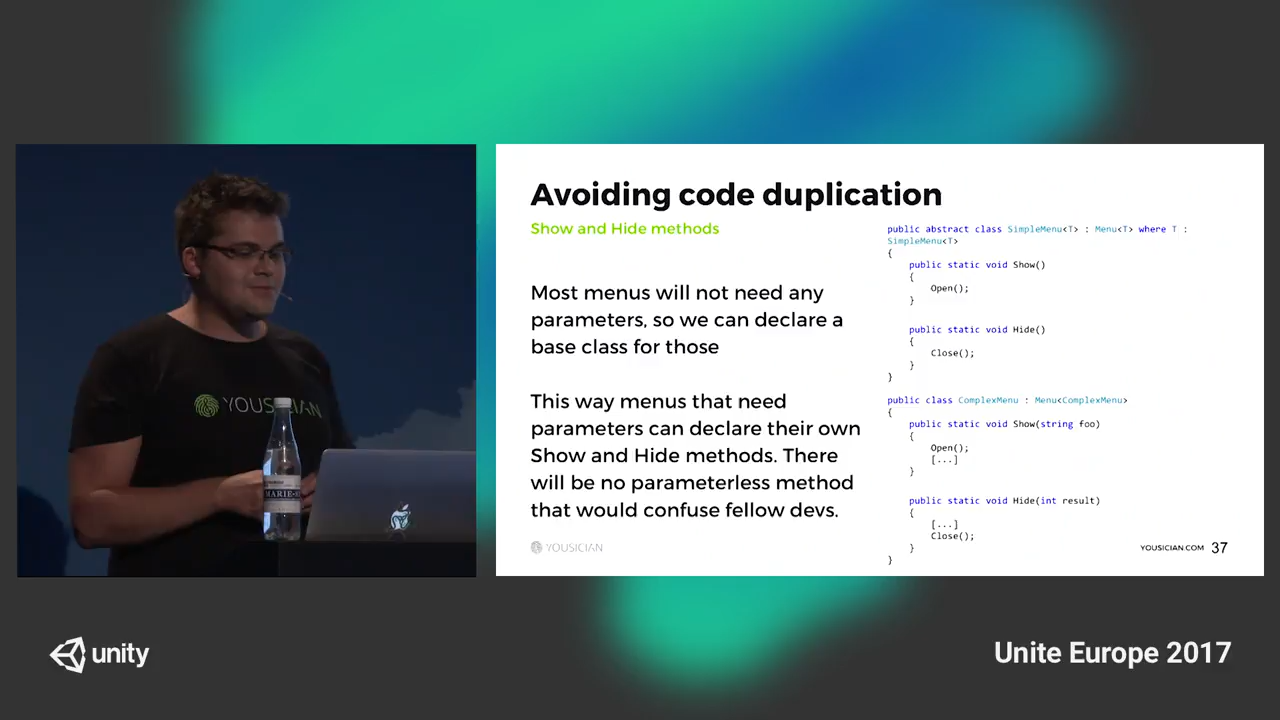 YOUSICIAN
MARIE-
Avoiding code duplication
Show and Hide methods
Most menus will not need any
parameters, so we can declare a
base class for those
This way menus that need
parameters can declare their own
Show and Hide methods. There
will be no parameterless method
that would confuse fellow devs.
public abstract class SimpleMenu<T> : Menu<T> where T :
SimpleMenu<T>
{
public static void Show()
{
Open();
}
public static void Hide()
{
Close();
}
}
public class ComplexMenu : Menu<ComplexMenu>
{
public static void Show(string foo)
{
Open();
[...]
}
public static void Hide(int result)
{
[...]
Close();
}
}
YOUSICIAN
YOUSICIAN.COM 37
unity
Unite Europe 2017